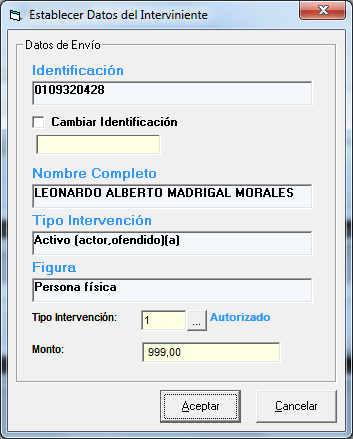 Establecer Datos del Interviniente
Datos de Envío
Identificación
0109320428
Cambiar Identificación
Nombre Completo
LEONARDO ALBERTO MADRIGAL MORALES
Tipo Intervención
Activo (actor,ofendido)(a)
Figura
Persona física
Tipo Intervención: 1 ... Autorizado
Monto: 999,00
Aceptar Cancelar